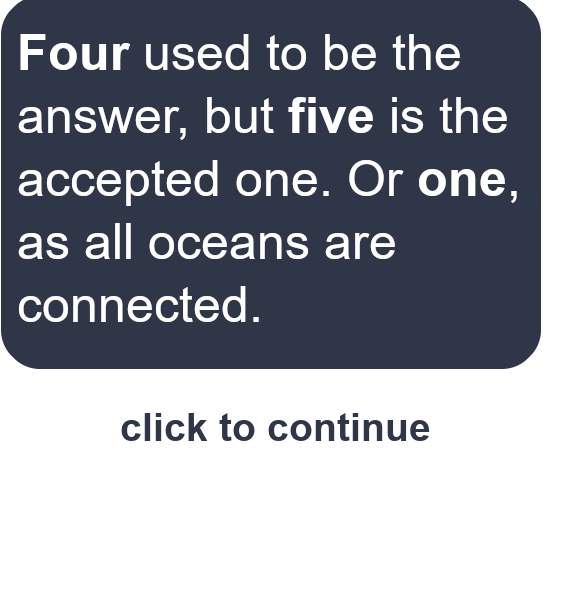 Four used to be the
answer, but five is the
accepted one. Or one,
as all oceans are
connected.
click to continue